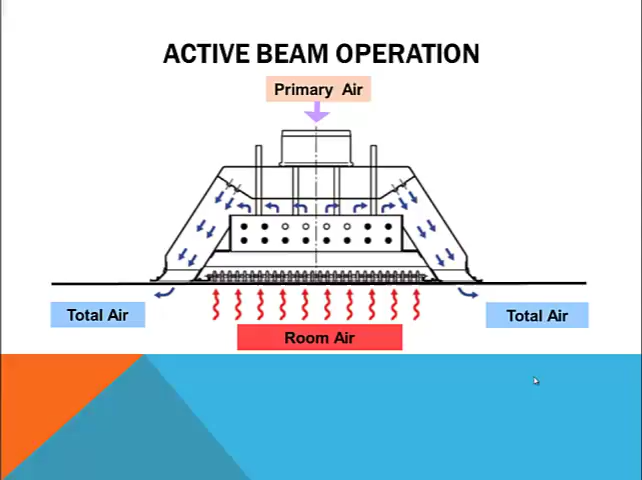 ACTIVE BEAM OPERATION
Primary Air
Total Air
Total Air
Room Air